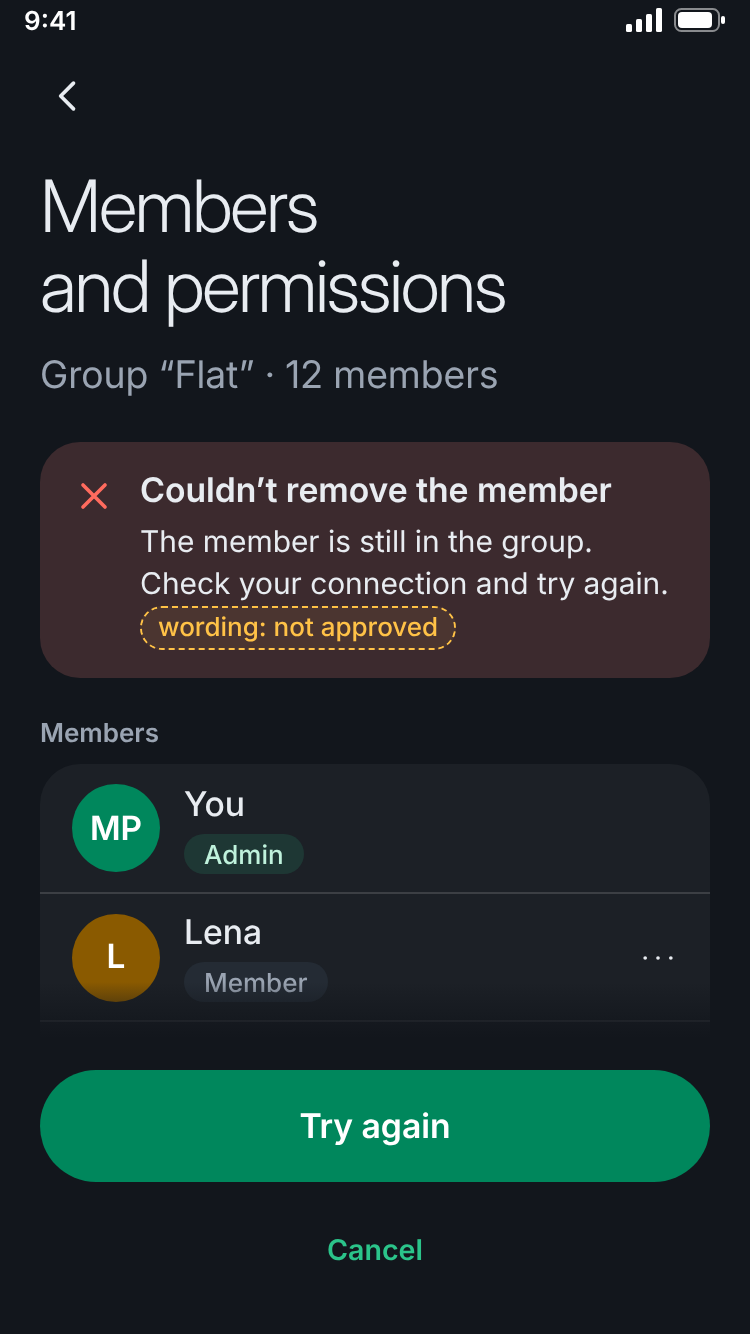 9:41
Members
and permissions
Group “Flat” · 12 members
Couldn’t remove the member
The member is still in the group.
Check your connection and try again.
wording: not approved
Members
MP
You
Admin
L
Lena
Member
...
Try again
Cancel